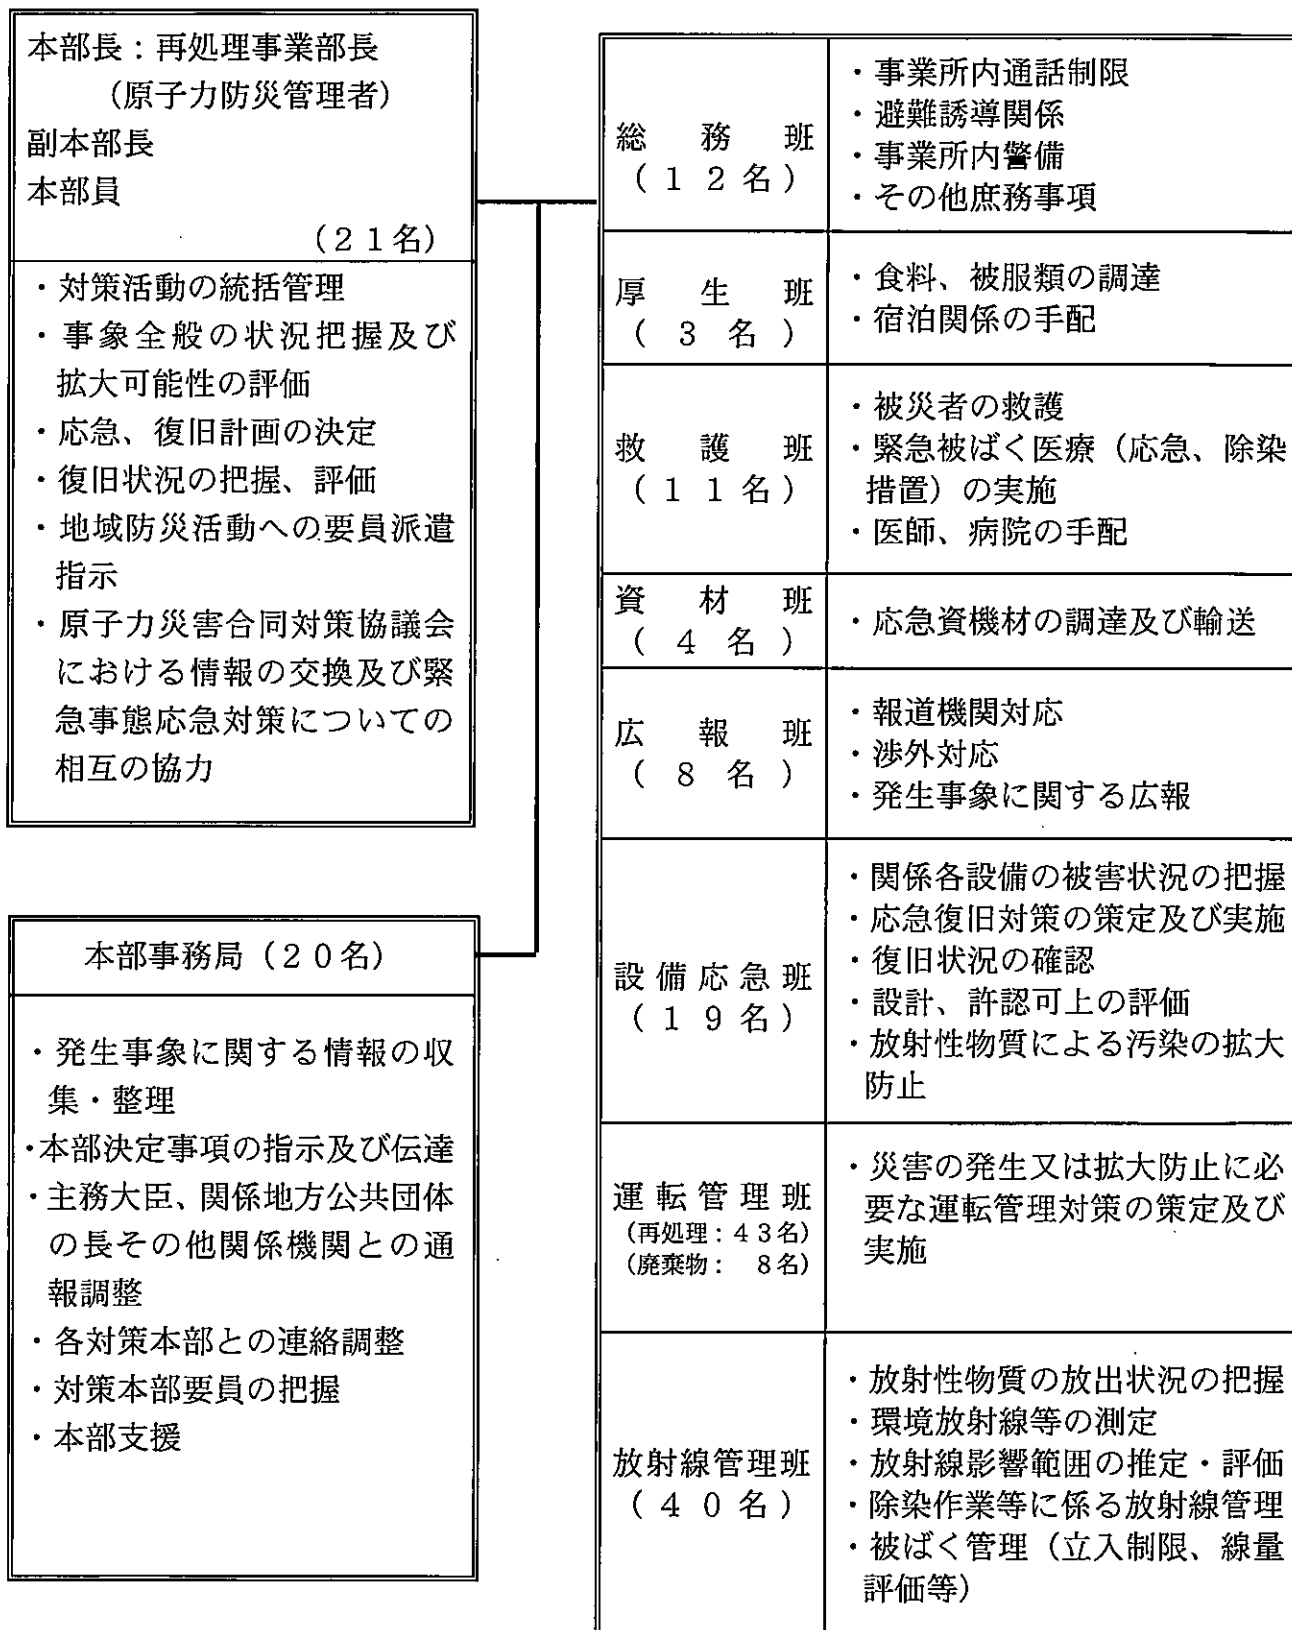 本部長：再処理事業部長
（原子力防災管理者）
副本部長
本部員
（２１名）
・対策活動の統括管理
・事象全般の状況把握及び
拡大可能性の評価
・応急、復旧計画の決定
・復旧状況の把握、評価
・地域防災活動への要員派遣
指示
・原子力災害合同対策協議会
における情報の交換及び緊
急事態応急対策についての
相互の協力
本部事務局（２０名）
・発生事象に関する情報の収
集・整理
・本部決定事項の指示及び伝達
・主務大臣、関係地方公共団体
の長その他関係機関との通
報調整
・各対策本部との連絡調整
・対策本部要員の把握
・本部支援
総務班
（１２名）
・事業所内通話制限
・避難誘導関係
・事業所内警備
・その他庶務事項
厚生班
（３名）
・食料、被服類の調達
・宿泊関係の手配
救護班
（１１名）
・被災者の救護
・緊急被ばく医療（応急、除染
措置）の実施
・医師、病院の手配
資材班
（４名）
・応急資機材の調達及び輸送
広報班
（８名）
・報道機関対応
・渉外対応
・発生事象に関する広報
設備応急班
（１９名）
・関係各設備の被害状況の把握
・応急復旧対策の策定及び実施
・復旧状況の確認
・設計、許認可上の評価
・放射性物質による汚染の拡大
防止
運転管理班
（再処理：４３名）
（廃棄物：　８名）
・災害の発生又は拡大防止に必
要な運転管理対策の策定及び
実施
放射線管理班
（４０名）
・放射性物質の放出状況の把握
・環境放射線等の測定
・放射線影響範囲の推定・評価
・除染作業等に係る放射線管理
・被ばく管理（立入制限、線量
評価等）